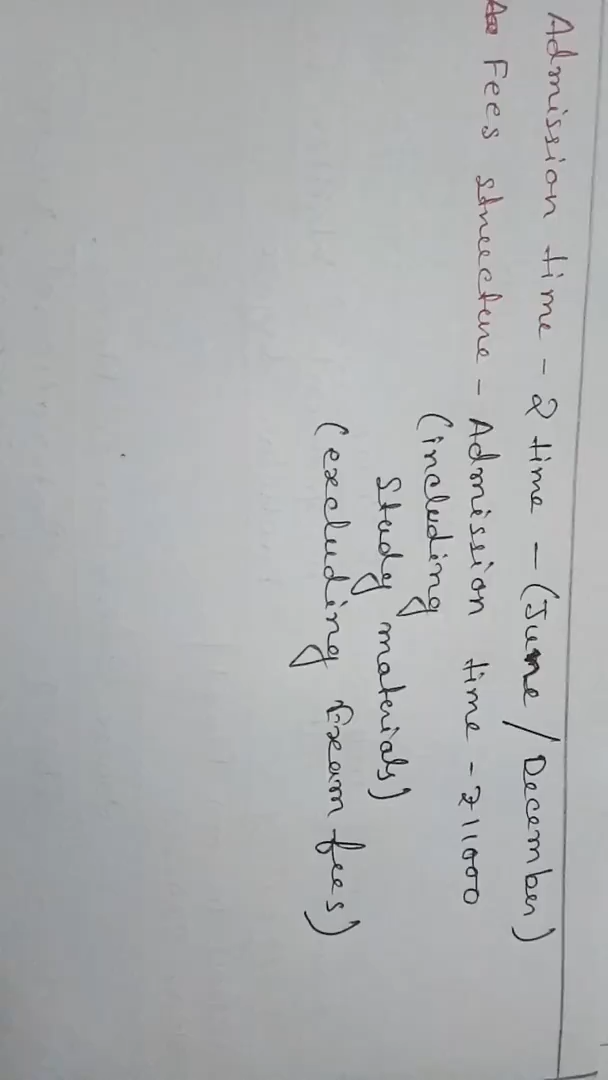 Admission time - 2 time - (June / December)
Fees structure - Admission time - ₹11000
(including
Study materials)
(excluding Exam fees)